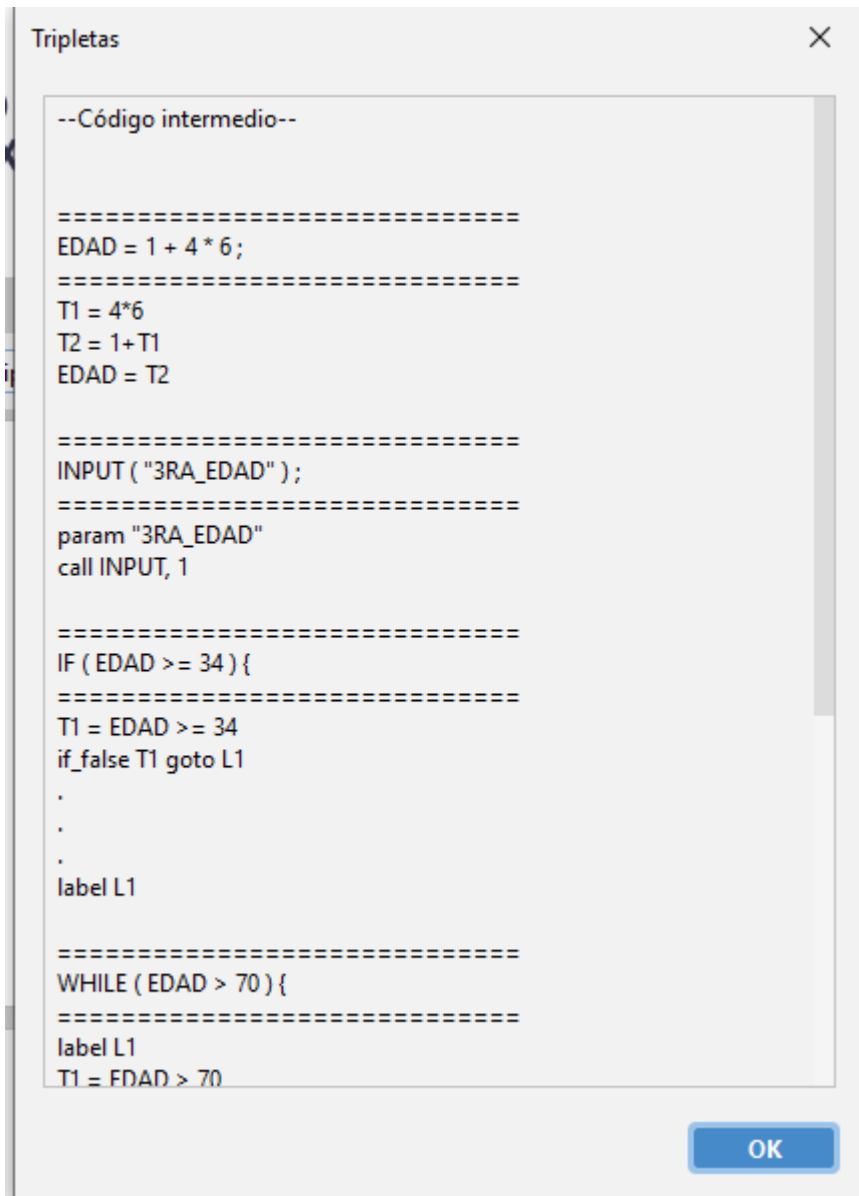 Tripletas
--Código intermedio--
=============================
EDAD = 1 + 4 * 6 ;
=============================
T1 = 4*6
T2 = 1+T1
EDAD = T2
=============================
INPUT ( "3RA_EDAD" ) ;
=============================
param "3RA_EDAD"
call INPUT, 1
=============================
IF ( EDAD >= 34 ) {
=============================
T1 = EDAD >= 34
if_false T1 goto L1
.
.
.
label L1
=============================
WHILE ( EDAD > 70 ) {
=============================
label L1
T1 = EDAD > 70
OK